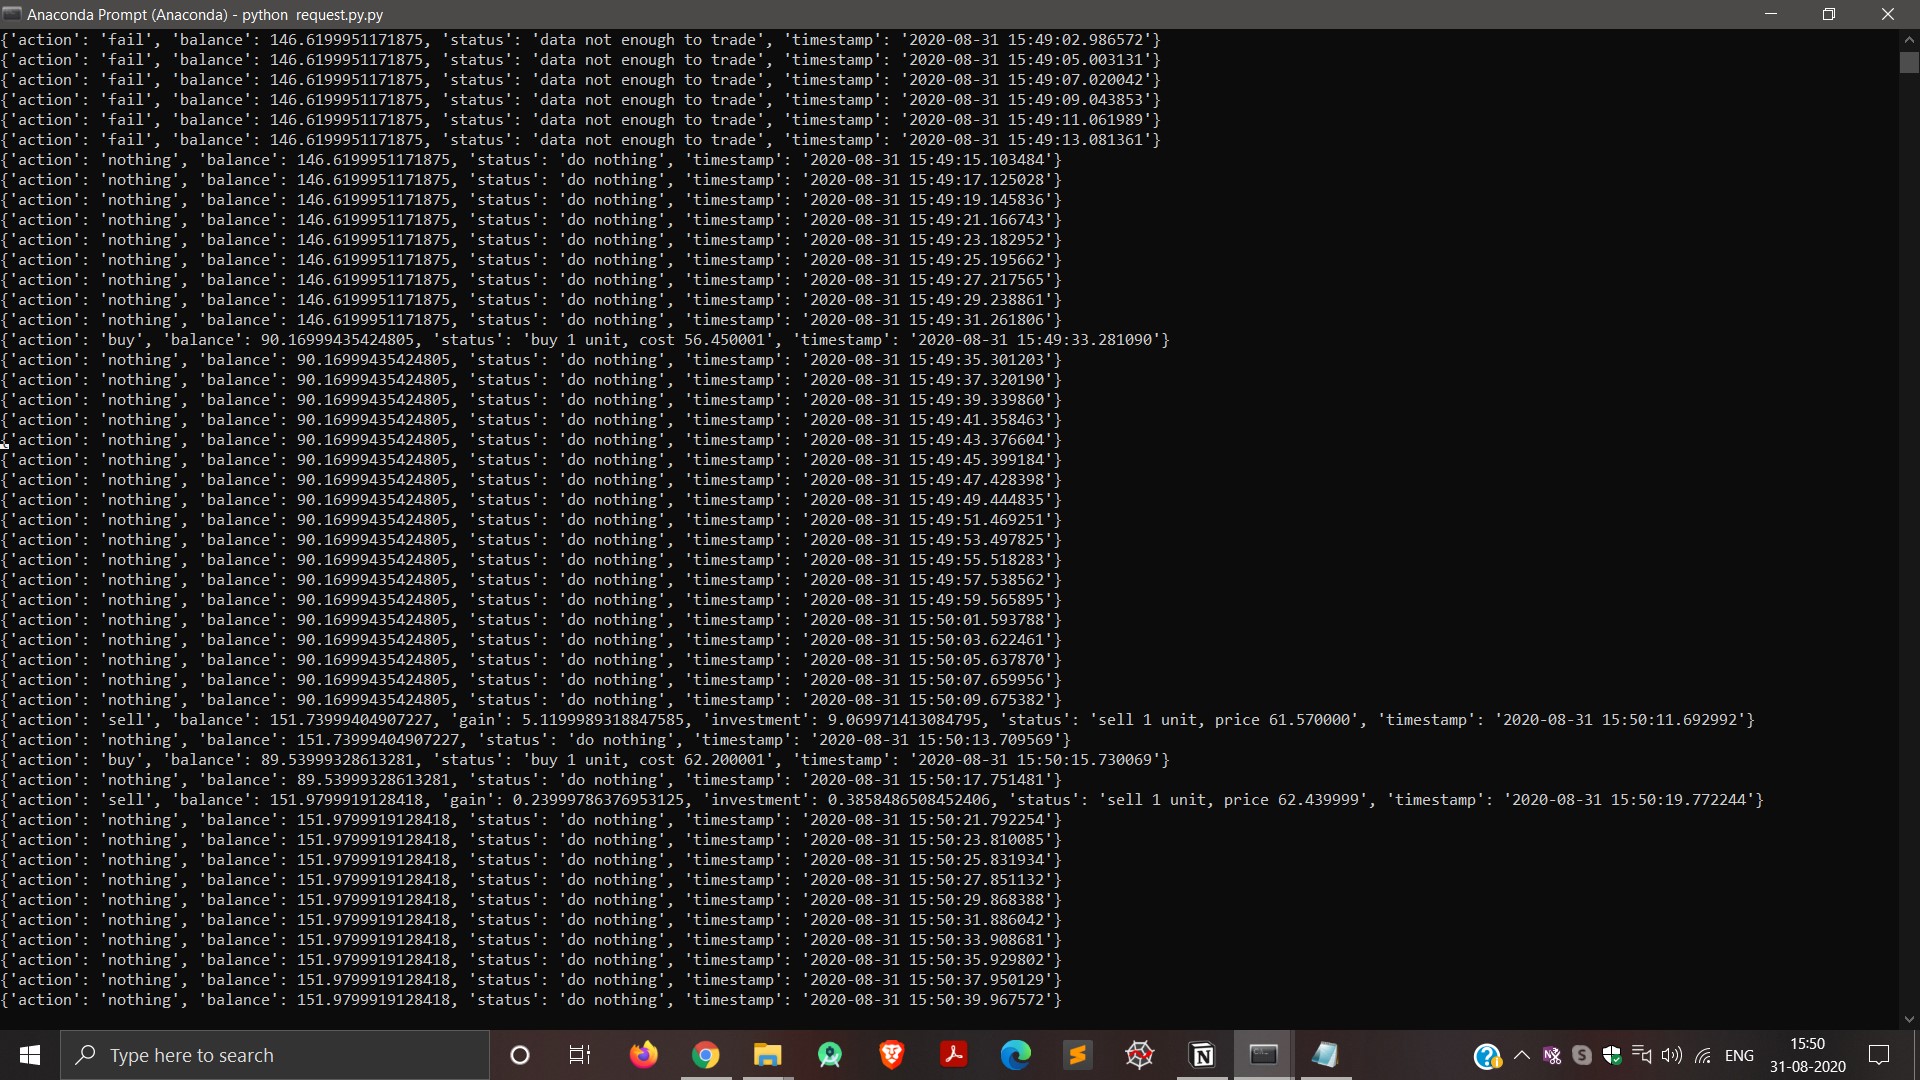 Anaconda Prompt (Anaconda) - python  request.py.py
{'action': 'fail', 'balance': 146.6199951171875, 'status': 'data not enough to trade', 'timestamp': '2020-08-31 15:49:02.986572'}
{'action': 'fail', 'balance': 146.6199951171875, 'status': 'data not enough to trade', 'timestamp': '2020-08-31 15:49:05.003131'}
{'action': 'fail', 'balance': 146.6199951171875, 'status': 'data not enough to trade', 'timestamp': '2020-08-31 15:49:07.020042'}
{'action': 'fail', 'balance': 146.6199951171875, 'status': 'data not enough to trade', 'timestamp': '2020-08-31 15:49:09.043853'}
{'action': 'fail', 'balance': 146.6199951171875, 'status': 'data not enough to trade', 'timestamp': '2020-08-31 15:49:11.061989'}
{'action': 'fail', 'balance': 146.6199951171875, 'status': 'data not enough to trade', 'timestamp': '2020-08-31 15:49:13.081361'}
{'action': 'nothing', 'balance': 146.6199951171875, 'status': 'do nothing', 'timestamp': '2020-08-31 15:49:15.103484'}
{'action': 'nothing', 'balance': 146.6199951171875, 'status': 'do nothing', 'timestamp': '2020-08-31 15:49:17.125028'}
{'action': 'nothing', 'balance': 146.6199951171875, 'status': 'do nothing', 'timestamp': '2020-08-31 15:49:19.145836'}
{'action': 'nothing', 'balance': 146.6199951171875, 'status': 'do nothing', 'timestamp': '2020-08-31 15:49:21.166743'}
{'action': 'nothing', 'balance': 146.6199951171875, 'status': 'do nothing', 'timestamp': '2020-08-31 15:49:23.182952'}
{'action': 'nothing', 'balance': 146.6199951171875, 'status': 'do nothing', 'timestamp': '2020-08-31 15:49:25.195662'}
{'action': 'nothing', 'balance': 146.6199951171875, 'status': 'do nothing', 'timestamp': '2020-08-31 15:49:27.217565'}
{'action': 'nothing', 'balance': 146.6199951171875, 'status': 'do nothing', 'timestamp': '2020-08-31 15:49:29.238861'}
{'action': 'nothing', 'balance': 146.6199951171875, 'status': 'do nothing', 'timestamp': '2020-08-31 15:49:31.261806'}
{'action': 'buy', 'balance': 90.16999435424805, 'status': 'buy 1 unit, cost 56.450001', 'timestamp': '2020-08-31 15:49:33.281090'}
{'action': 'nothing', 'balance': 90.16999435424805, 'status': 'do nothing', 'timestamp': '2020-08-31 15:49:35.301203'}
{'action': 'nothing', 'balance': 90.16999435424805, 'status': 'do nothing', 'timestamp': '2020-08-31 15:49:37.320190'}
{'action': 'nothing', 'balance': 90.16999435424805, 'status': 'do nothing', 'timestamp': '2020-08-31 15:49:39.339860'}
{'action': 'nothing', 'balance': 90.16999435424805, 'status': 'do nothing', 'timestamp': '2020-08-31 15:49:41.358463'}
{'action': 'nothing', 'balance': 90.16999435424805, 'status': 'do nothing', 'timestamp': '2020-08-31 15:49:43.376604'}
{'action': 'nothing', 'balance': 90.16999435424805, 'status': 'do nothing', 'timestamp': '2020-08-31 15:49:45.399184'}
{'action': 'nothing', 'balance': 90.16999435424805, 'status': 'do nothing', 'timestamp': '2020-08-31 15:49:47.428398'}
{'action': 'nothing', 'balance': 90.16999435424805, 'status': 'do nothing', 'timestamp': '2020-08-31 15:49:49.444835'}
{'action': 'nothing', 'balance': 90.16999435424805, 'status': 'do nothing', 'timestamp': '2020-08-31 15:49:51.469251'}
{'action': 'nothing', 'balance': 90.16999435424805, 'status': 'do nothing', 'timestamp': '2020-08-31 15:49:53.497825'}
{'action': 'nothing', 'balance': 90.16999435424805, 'status': 'do nothing', 'timestamp': '2020-08-31 15:49:55.518283'}
{'action': 'nothing', 'balance': 90.16999435424805, 'status': 'do nothing', 'timestamp': '2020-08-31 15:49:57.538562'}
{'action': 'nothing', 'balance': 90.16999435424805, 'status': 'do nothing', 'timestamp': '2020-08-31 15:49:59.565895'}
{'action': 'nothing', 'balance': 90.16999435424805, 'status': 'do nothing', 'timestamp': '2020-08-31 15:50:01.593788'}
{'action': 'nothing', 'balance': 90.16999435424805, 'status': 'do nothing', 'timestamp': '2020-08-31 15:50:03.622461'}
{'action': 'nothing', 'balance': 90.16999435424805, 'status': 'do nothing', 'timestamp': '2020-08-31 15:50:05.637870'}
{'action': 'nothing', 'balance': 90.16999435424805, 'status': 'do nothing', 'timestamp': '2020-08-31 15:50:07.659956'}
{'action': 'nothing', 'balance': 90.16999435424805, 'status': 'do nothing', 'timestamp': '2020-08-31 15:50:09.675382'}
{'action': 'sell', 'balance': 151.73999404907227, 'gain': 5.1199989318847585, 'investment': 9.069971413084795, 'status': 'sell 1 unit, price 61.570000', 'timestamp': '2020-08-31 15:50:11.692992'}
{'action': 'nothing', 'balance': 151.73999404907227, 'status': 'do nothing', 'timestamp': '2020-08-31 15:50:13.709569'}
{'action': 'buy', 'balance': 89.53999328613281, 'status': 'buy 1 unit, cost 62.200001', 'timestamp': '2020-08-31 15:50:15.730069'}
{'action': 'nothing', 'balance': 89.53999328613281, 'status': 'do nothing', 'timestamp': '2020-08-31 15:50:17.751481'}
{'action': 'sell', 'balance': 151.9799919128418, 'gain': 0.23999786376953125, 'investment': 0.3858486508452406, 'status': 'sell 1 unit, price 62.439999', 'timestamp': '2020-08-31 15:50:19.772244'}
{'action': 'nothing', 'balance': 151.9799919128418, 'status': 'do nothing', 'timestamp': '2020-08-31 15:50:21.792254'}
{'action': 'nothing', 'balance': 151.9799919128418, 'status': 'do nothing', 'timestamp': '2020-08-31 15:50:23.810085'}
{'action': 'nothing', 'balance': 151.9799919128418, 'status': 'do nothing', 'timestamp': '2020-08-31 15:50:25.831934'}
{'action': 'nothing', 'balance': 151.9799919128418, 'status': 'do nothing', 'timestamp': '2020-08-31 15:50:27.851132'}
{'action': 'nothing', 'balance': 151.9799919128418, 'status': 'do nothing', 'timestamp': '2020-08-31 15:50:29.868388'}
{'action': 'nothing', 'balance': 151.9799919128418, 'status': 'do nothing', 'timestamp': '2020-08-31 15:50:31.886042'}
{'action': 'nothing', 'balance': 151.9799919128418, 'status': 'do nothing', 'timestamp': '2020-08-31 15:50:33.908681'}
{'action': 'nothing', 'balance': 151.9799919128418, 'status': 'do nothing', 'timestamp': '2020-08-31 15:50:35.929802'}
{'action': 'nothing', 'balance': 151.9799919128418, 'status': 'do nothing', 'timestamp': '2020-08-31 15:50:37.950129'}
{'action': 'nothing', 'balance': 151.9799919128418, 'status': 'do nothing', 'timestamp': '2020-08-31 15:50:39.967572'}
Type here to search
ENG
15:50
31-08-2020